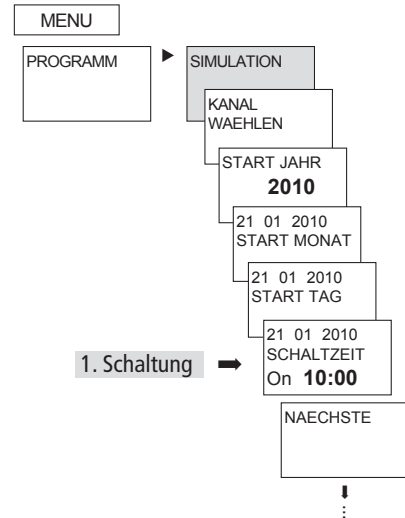 MENU
PROGRAMM
SIMULATION
KANAL
WAEHLEN
START JAHR
2010
21 01 2010
START MONAT
21 01 2010
START TAG
21 01 2010
SCHALTZEIT
On 10:00
1. Schaltung
NAECHSTE